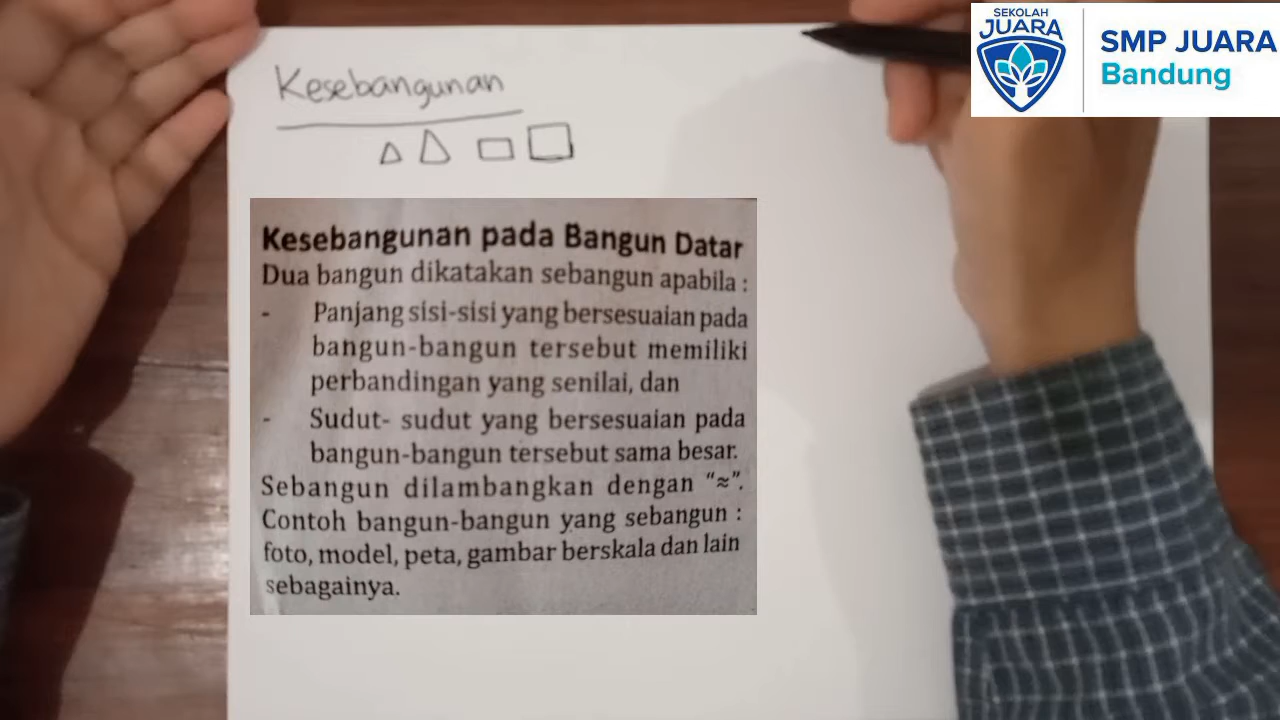 SEKOLAH
JUARA
SMP JUARA
Bandung
Kesebangunan
Kesebangunan pada Bangun Datar
Dua bangun dikatakan sebangun apabila :
- Panjang sisi-sisi yang bersesuaian pada
bangun-bangun tersebut memiliki
perbandingan yang senilai, dan
- Sudut- sudut yang bersesuaian pada
bangun-bangun tersebut sama besar.
Sebangun dilambangkan dengan “≈”.
Contoh bangun-bangun yang sebangun :
foto, model, peta, gambar berskala dan lain
sebagainya.